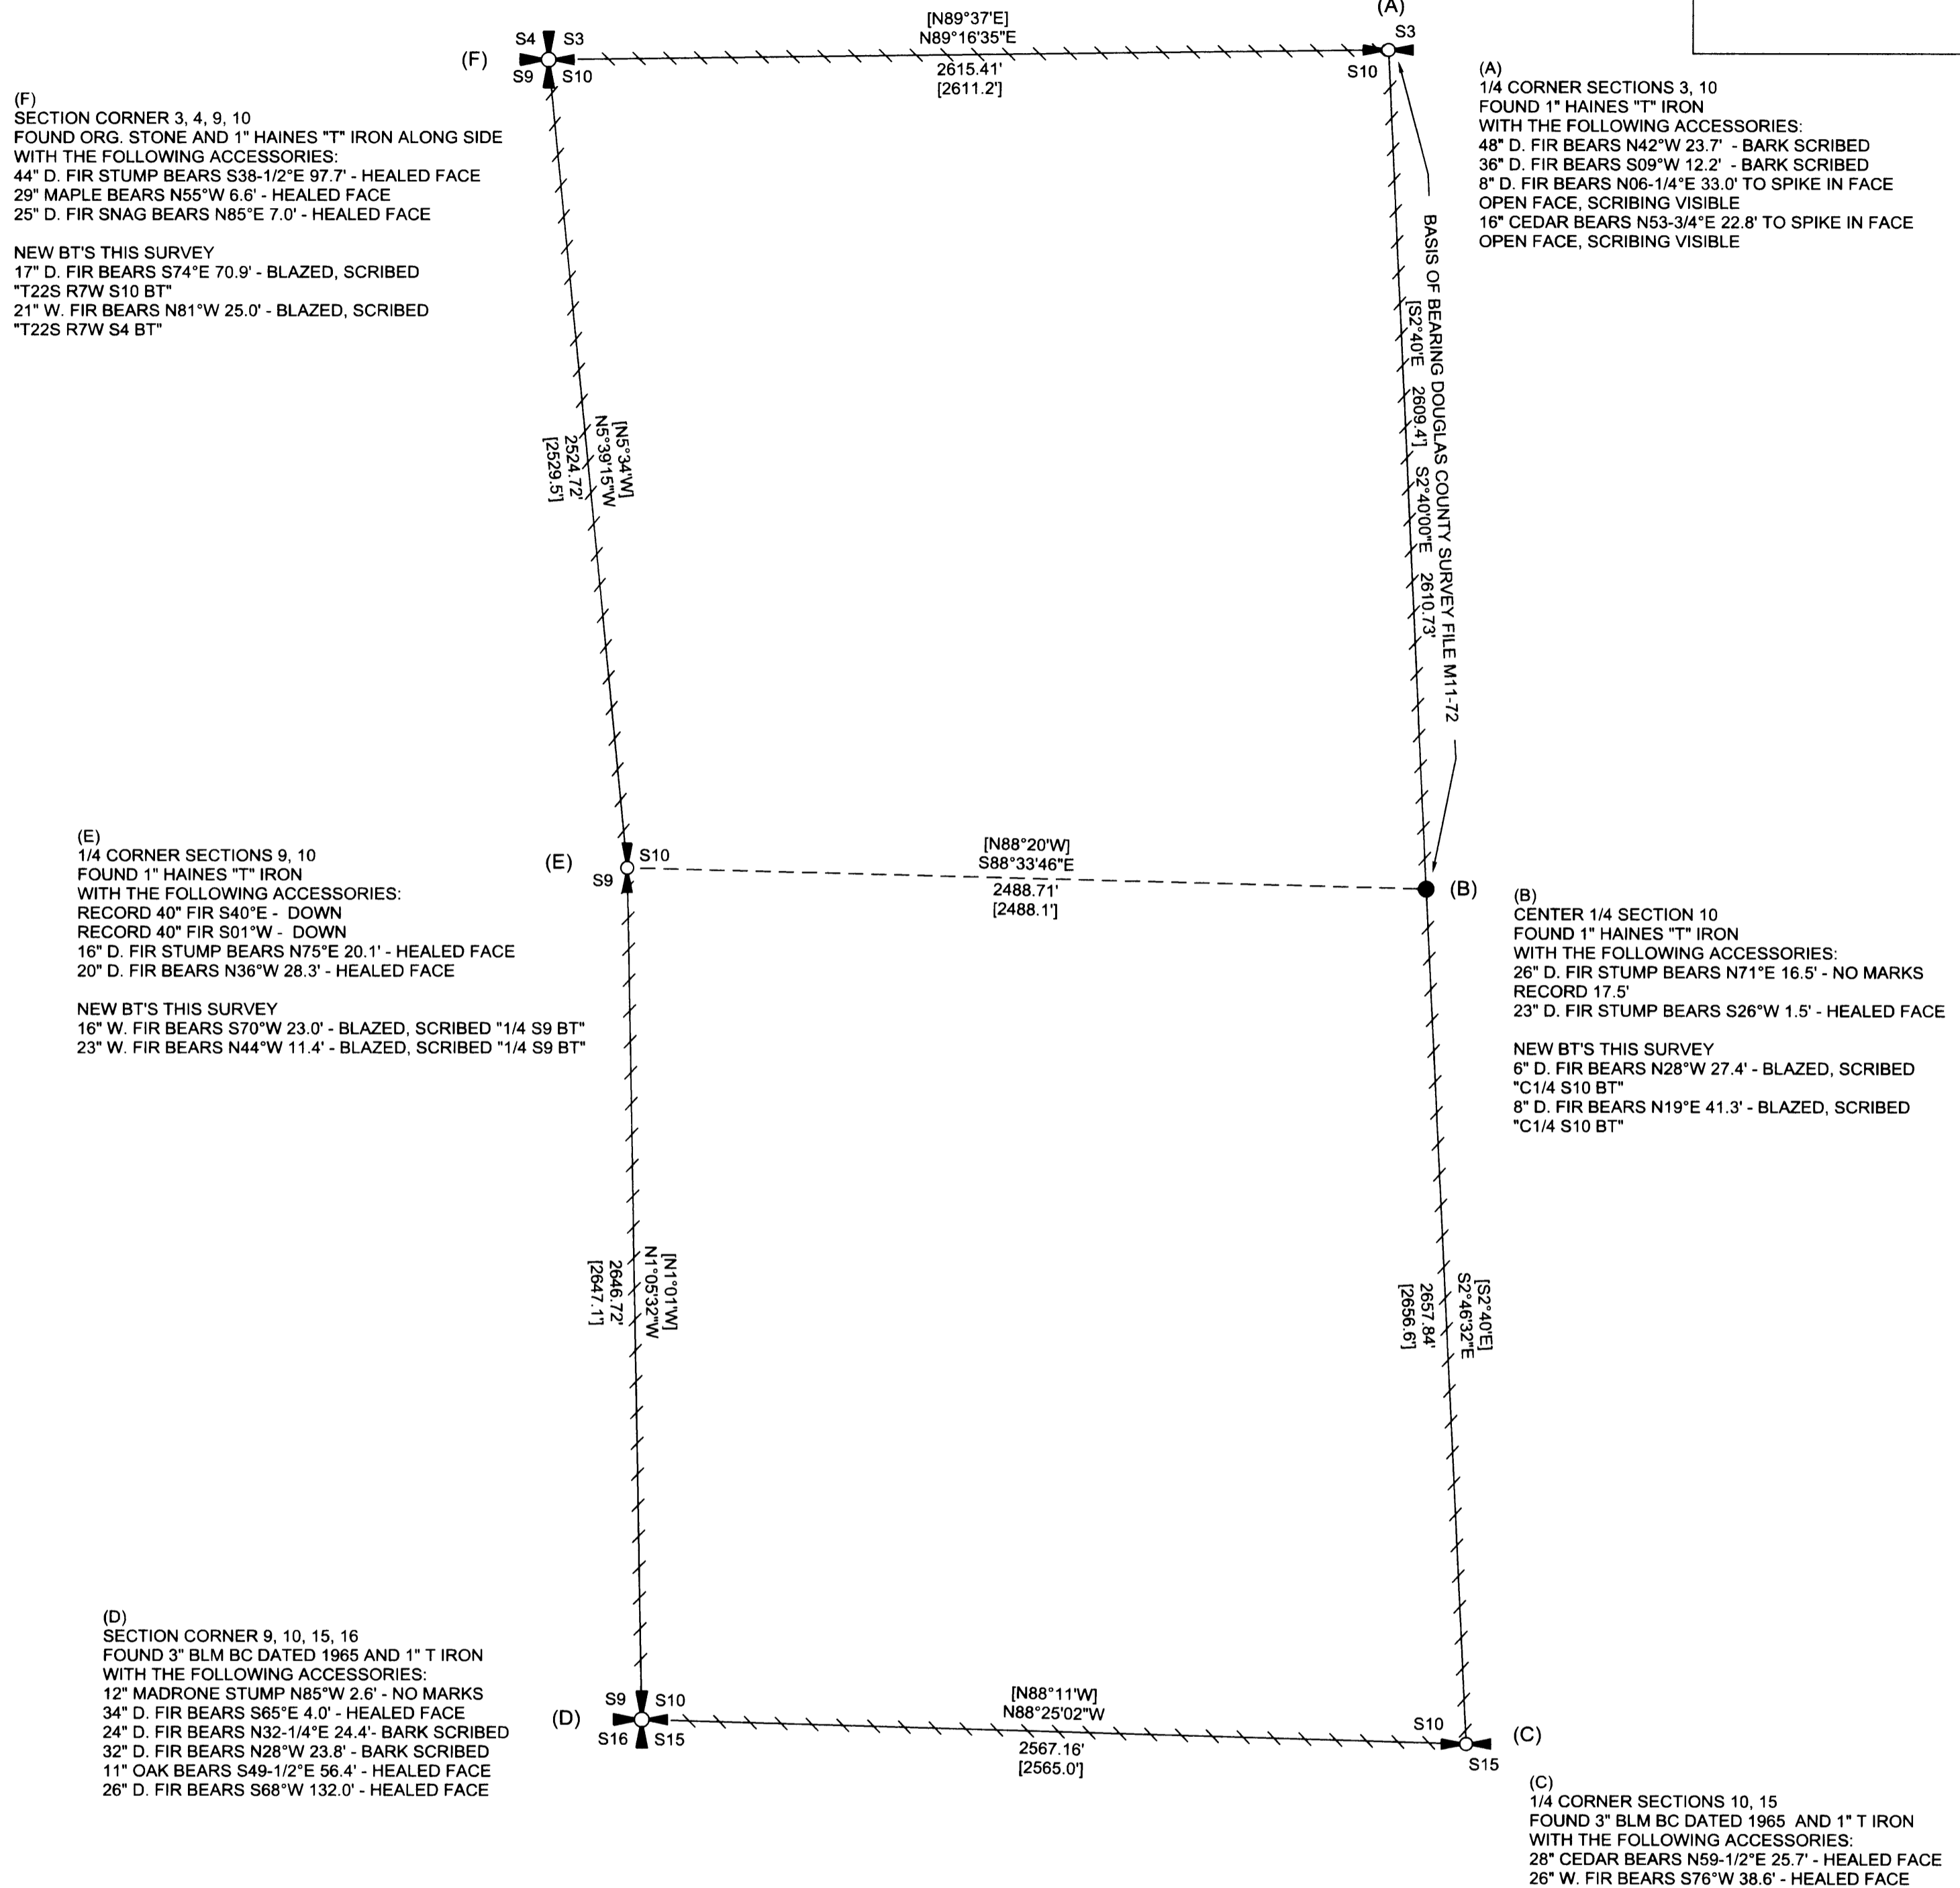 (A)
[N89°37'E]
N89°16'35"E
2615.41'
[2611.2']
S4 S3
S9 S10
(F)
S3
S10
(F)
SECTION CORNER 3, 4, 9, 10
FOUND ORG. STONE AND 1" HAINES "T" IRON ALONG SIDE
WITH THE FOLLOWING ACCESSORIES:
44" D. FIR STUMP BEARS S38-1/2°E 97.7' - HEALED FACE
29" MAPLE BEARS N55°W 6.6' - HEALED FACE
25" D. FIR SNAG BEARS N85°E 7.0' - HEALED FACE
NEW BT'S THIS SURVEY
17" D. FIR BEARS S74°E 70.9' - BLAZED, SCRIBED
"T22S R7W S10 BT"
21" W. FIR BEARS N81°W 25.0' - BLAZED, SCRIBED
"T22S R7W S4 BT"
(A)
1/4 CORNER SECTIONS 3, 10
FOUND 1" HAINES "T" IRON
WITH THE FOLLOWING ACCESSORIES:
48" D. FIR BEARS N42°W 23.7' - BARK SCRIBED
36" D. FIR BEARS S09°W 12.2' - BARK SCRIBED
8" D. FIR BEARS N06-1/4°E 33.0' TO SPIKE IN FACE
OPEN FACE, SCRIBING VISIBLE
16" CEDAR BEARS N53-3/4°E 22.8' TO SPIKE IN FACE
OPEN FACE, SCRIBING VISIBLE
BASIS OF BEARING DOUGLAS COUNTY SURVEY FILE M11-72
[S2°40'E 2609.4'] S2°40'00"E 2610.73'
[N5°34'W]
N5°39'15"W
2524.72'
[2529.5']
(E)
1/4 CORNER SECTIONS 9, 10
FOUND 1" HAINES "T" IRON
WITH THE FOLLOWING ACCESSORIES:
RECORD 40" FIR S40°E - DOWN
RECORD 40" FIR S01°W - DOWN
16" D. FIR STUMP BEARS N75°E 20.1' - HEALED FACE
20" D. FIR BEARS N36°W 28.3' - HEALED FACE
NEW BT'S THIS SURVEY
16" W. FIR BEARS S70°W 23.0' - BLAZED, SCRIBED "1/4 S9 BT"
23" W. FIR BEARS N44°W 11.4' - BLAZED, SCRIBED "1/4 S9 BT"
(E)
S10
S9
[N88°20'W]
S88°33'46"E
2488.71'
[2488.1']
(B)
(B)
CENTER 1/4 SECTION 10
FOUND 1" HAINES "T" IRON
WITH THE FOLLOWING ACCESSORIES:
26" D. FIR STUMP BEARS N71°E 16.5' - NO MARKS
RECORD 17.5'
23" D. FIR STUMP BEARS S26°W 1.5' - HEALED FACE
NEW BT'S THIS SURVEY
6" D. FIR BEARS N28°W 27.4' - BLAZED, SCRIBED
"C1/4 S10 BT"
8" D. FIR BEARS N19°E 41.3' - BLAZED, SCRIBED
"C1/4 S10 BT"
[N1°01'W]
N1°05'32"W
2646.72'
[2647.1']
[S2°40'E]
S2°46'32"E
2657.84'
[2656.6']
(D)
SECTION CORNER 9, 10, 15, 16
FOUND 3" BLM BC DATED 1965 AND 1" T IRON
WITH THE FOLLOWING ACCESSORIES:
12" MADRONE STUMP N85°W 2.6' - NO MARKS
34" D. FIR BEARS S65°E 4.0' - HEALED FACE
24" D. FIR BEARS N32-1/4°E 24.4'- BARK SCRIBED
32" D. FIR BEARS N28°W 23.8' - BARK SCRIBED
11" OAK BEARS S49-1/2°E 56.4' - HEALED FACE
26" D. FIR BEARS S68°W 132.0' - HEALED FACE
(D)
S9 S10
S16 S15
[N88°11'W]
N88°25'02"W
2567.16'
[2565.0']
S10
S15
(C)
(C)
1/4 CORNER SECTIONS 10, 15
FOUND 3" BLM BC DATED 1965 AND 1" T IRON
WITH THE FOLLOWING ACCESSORIES:
28" CEDAR BEARS N59-1/2°E 25.7' - HEALED FACE
26" W. FIR BEARS S76°W 38.6' - HEALED FACE